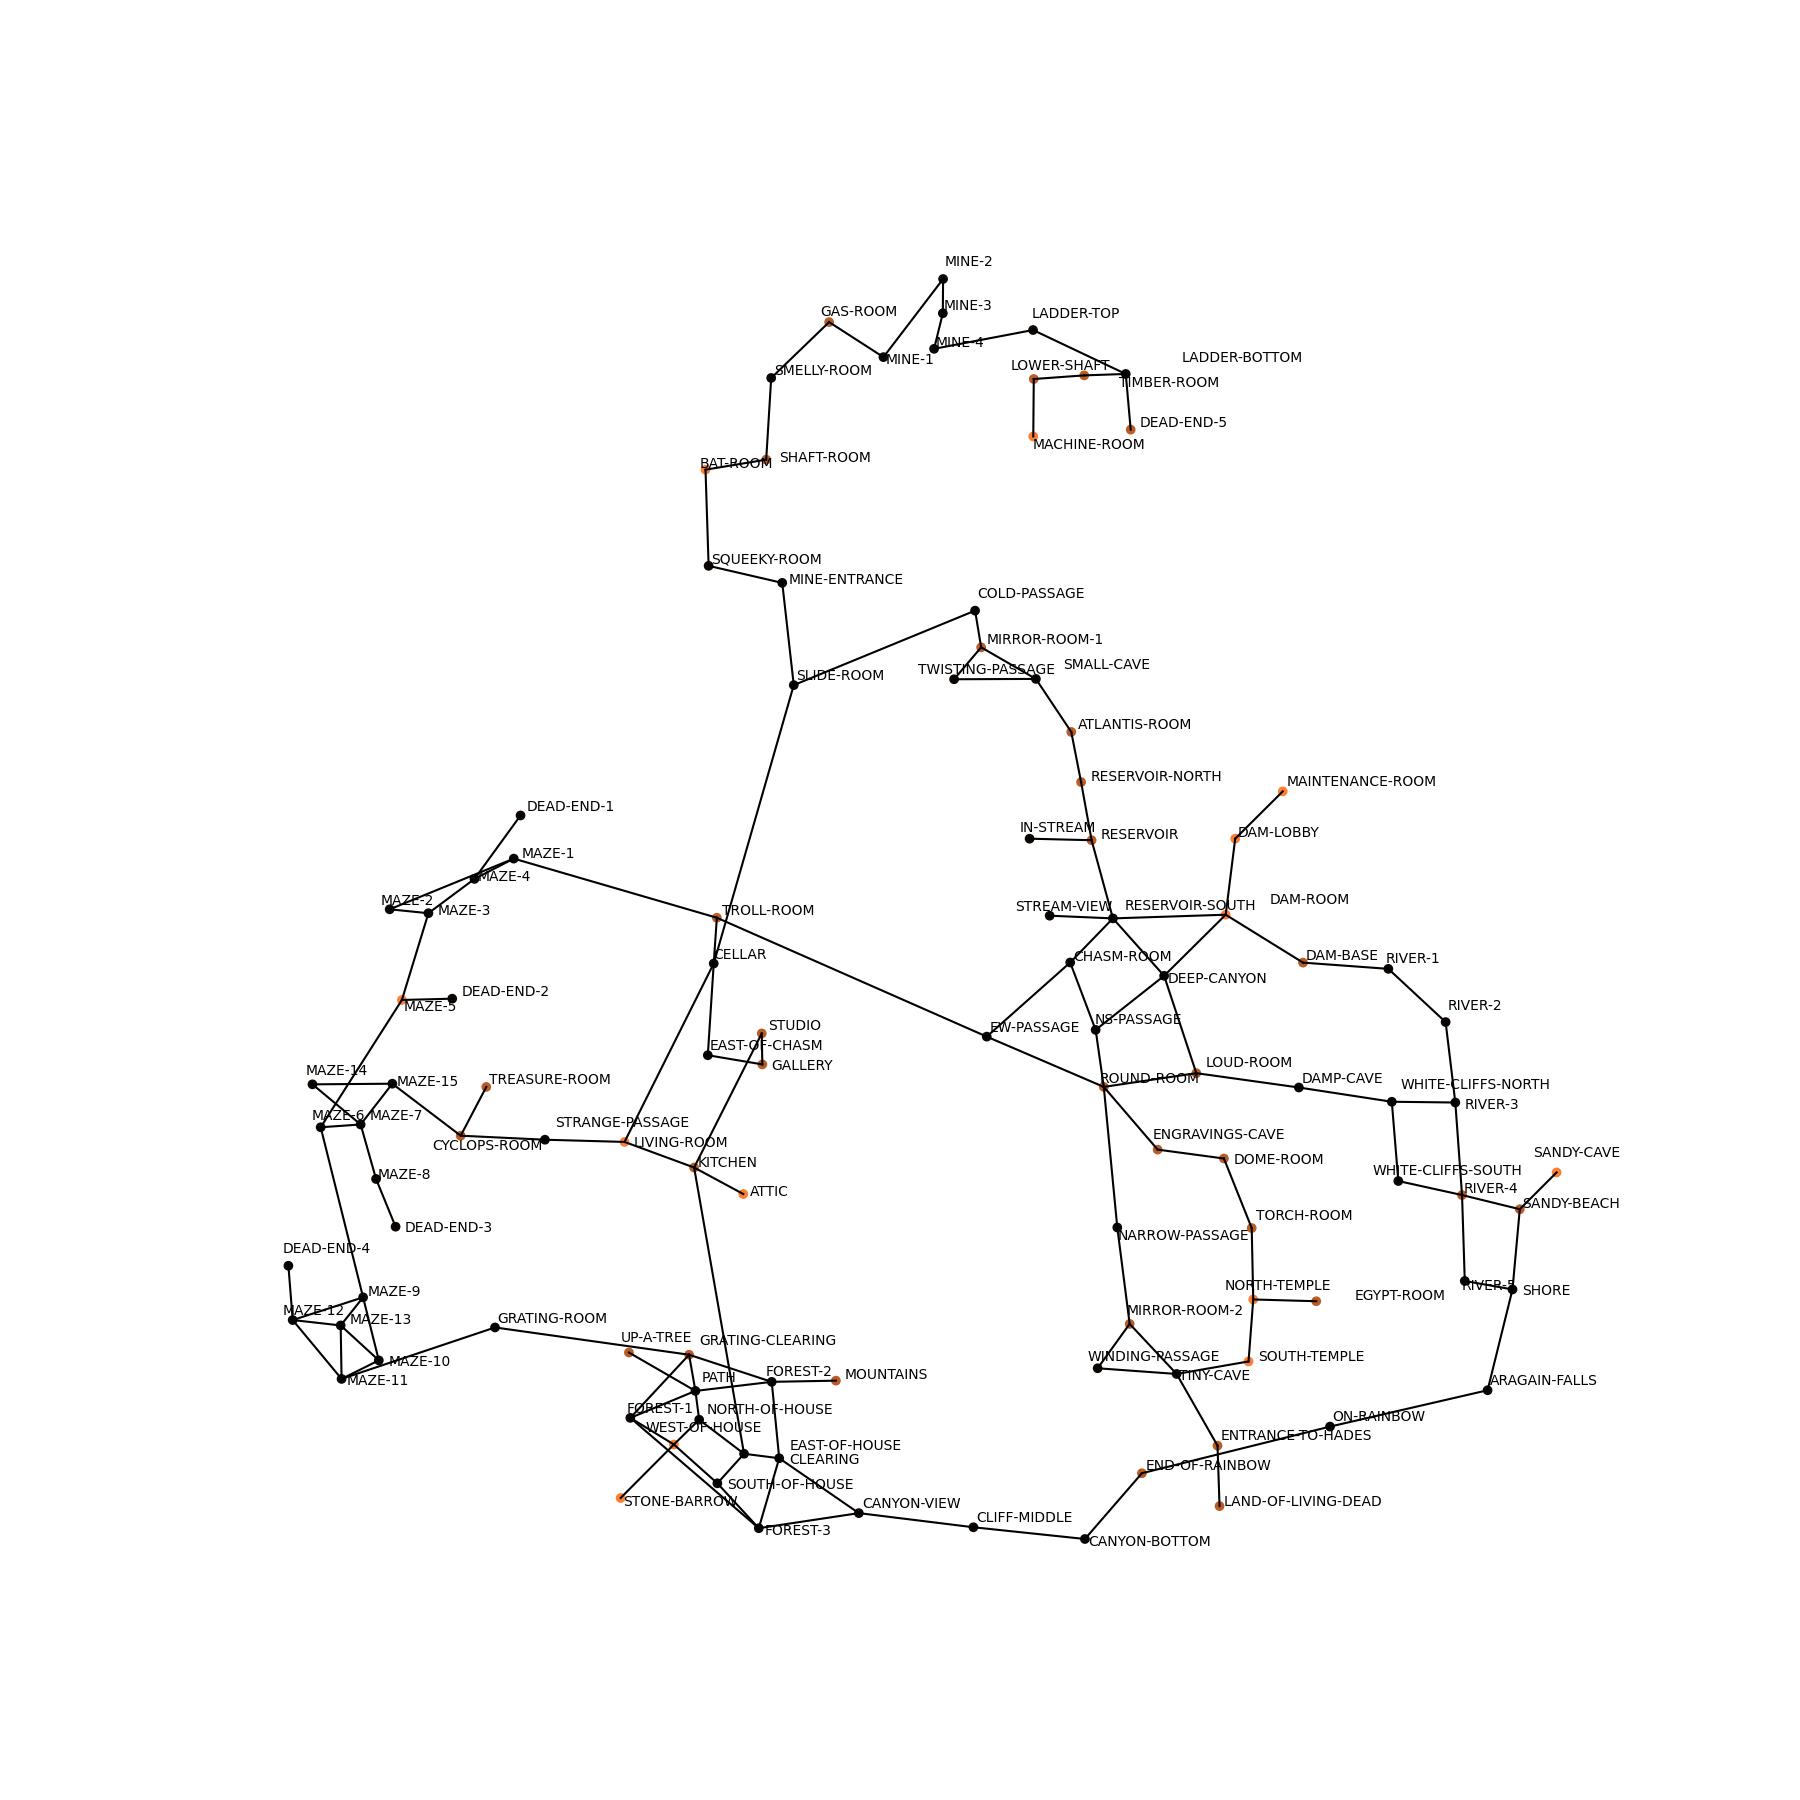 MINE-2
MINE-3
GAS-ROOM
LADDER-TOP
MINE-4
MINE-1
LADDER-BOTTOM
LOWER-SHAFT
SMELLY-ROOM
TIMBER-ROOM
DEAD-END-5
MACHINE-ROOM
SHAFT-ROOM
BAT-ROOM
SQUEEKY-ROOM
MINE-ENTRANCE
COLD-PASSAGE
MIRROR-ROOM-1
SMALL-CAVE
TWISTING-PASSAGE
SLIDE-ROOM
ATLANTIS-ROOM
RESERVOIR-NORTH
MAINTENANCE-ROOM
DEAD-END-1
IN-STREAM
RESERVOIR
DAM-LOBBY
MAZE-1
MAZE-4
MAZE-2
MAZE-3
DAM-ROOM
STREAM-VIEW
RESERVOIR-SOUTH
TROLL-ROOM
CELLAR
CHASM-ROOM
DAM-BASE
RIVER-1
DEEP-CANYON
DEAD-END-2
MAZE-5
RIVER-2
NS-PASSAGE
STUDIO
EW-PASSAGE
EAST-OF-CHASM
GALLERY
LOUD-ROOM
MAZE-14
MAZE-15
TREASURE-ROOM
ROUND-ROOM
DAMP-CAVE
WHITE-CLIFFS-NORTH
RIVER-3
MAZE-6
MAZE-7
STRANGE-PASSAGE
ENGRAVINGS-CAVE
CYCLOPS-ROOM
LIVING-ROOM
SANDY-CAVE
KITCHEN
DOME-ROOM
WHITE-CLIFFS-SOUTH
MAZE-8
RIVER-4
ATTIC
SANDY-BEACH
TORCH-ROOM
DEAD-END-3
NARROW-PASSAGE
DEAD-END-4
NORTH-TEMPLE
RIVER-5
MAZE-9
EGYPT-ROOM
SHORE
MAZE-12
MAZE-13
GRATING-ROOM
MIRROR-ROOM-2
UP-A-TREE
GRATING-CLEARING
WINDING-PASSAGE
SOUTH-TEMPLE
MAZE-10
FOREST-2
MOUNTAINS
TINY-CAVE
PATH
MAZE-11
ARAGAIN-FALLS
FOREST-1
NORTH-OF-HOUSE
ON-RAINBOW
WEST-OF-HOUSE
ENTRANCE-TO-HADES
EAST-OF-HOUSE
CLEARING
END-OF-RAINBOW
SOUTH-OF-HOUSE
STONE-BARROW
CANYON-VIEW
LAND-OF-LIVING-DEAD
CLIFF-MIDDLE
FOREST-3
CANYON-BOTTOM